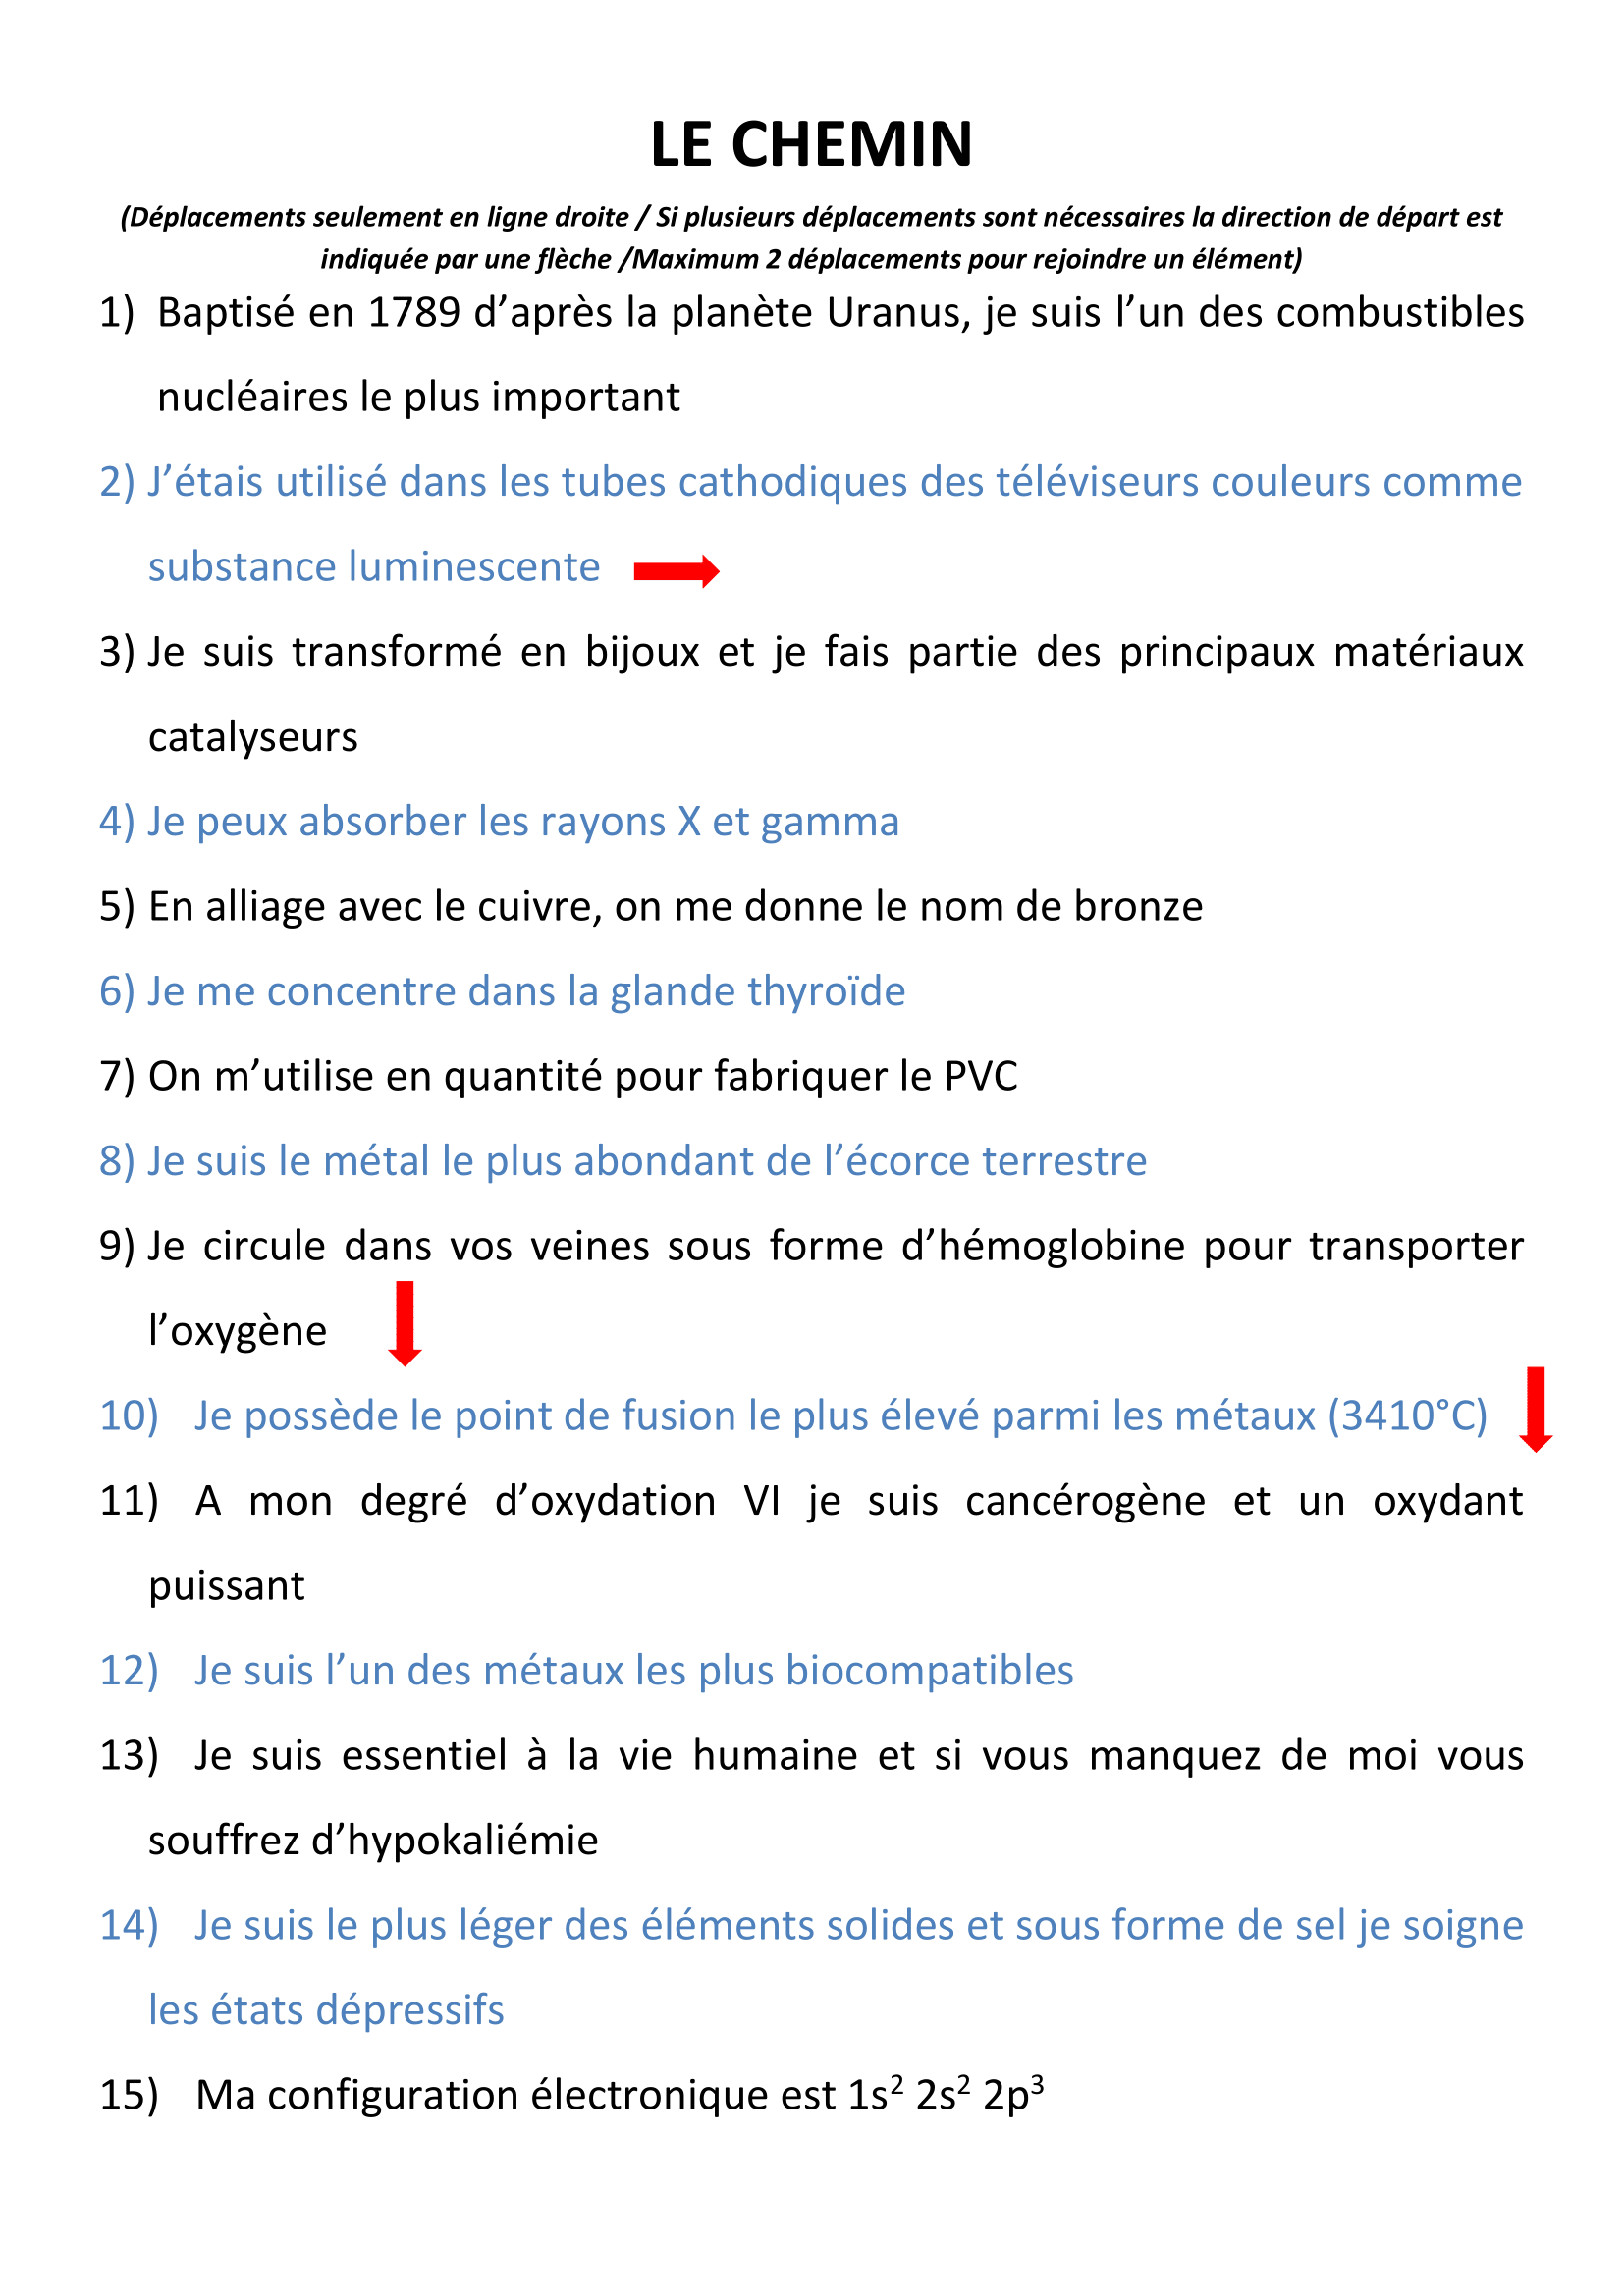 LE CHEMIN
(Déplacements seulement en ligne droite / Si plusieurs déplacements sont nécessaires la direction de départ est
indiquée par une flèche /Maximum 2 déplacements pour rejoindre un élément)
1) Baptisé en 1789 d’après la planète Uranus, je suis l’un des combustibles
nucléaires le plus important
2) J’étais utilisé dans les tubes cathodiques des téléviseurs couleurs comme
substance luminescente
3) Je suis transformé en bijoux et je fais partie des principaux matériaux
catalyseurs
4) Je peux absorber les rayons X et gamma
5) En alliage avec le cuivre, on me donne le nom de bronze
6) Je me concentre dans la glande thyroïde
7) On m’utilise en quantité pour fabriquer le PVC
8) Je suis le métal le plus abondant de l’écorce terrestre
9) Je circule dans vos veines sous forme d’hémoglobine pour transporter
l’oxygène
10) Je possède le point de fusion le plus élevé parmi les métaux (3410°C)
11) A mon degré d’oxydation VI je suis cancérogène et un oxydant
puissant
12) Je suis l’un des métaux les plus biocompatibles
13) Je suis essentiel à la vie humaine et si vous manquez de moi vous
souffrez d’hypokaliémie
14) Je suis le plus léger des éléments solides et sous forme de sel je soigne
les états dépressifs
15) Ma configuration électronique est 1s² 2s² 2p³